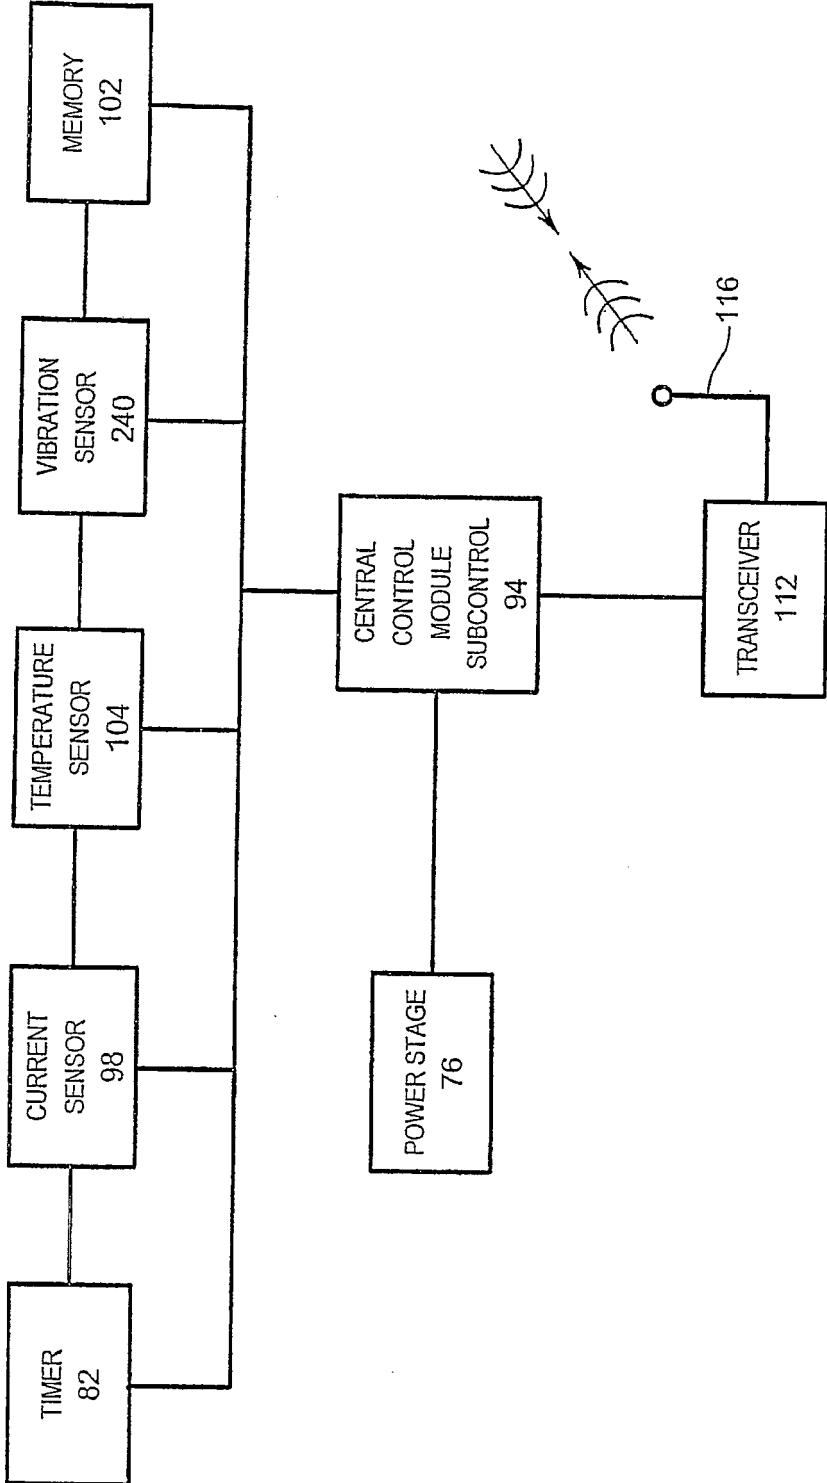 TIMER
82
CURRENT
SENSOR
98
TEMPERATURE
SENSOR
104
VIBRATION
SENSOR
240
MEMORY
102
POWER STAGE
76
CENTRAL
CONTROL
MODULE
SUBCONTROL
94
TRANSCEIVER
112
116